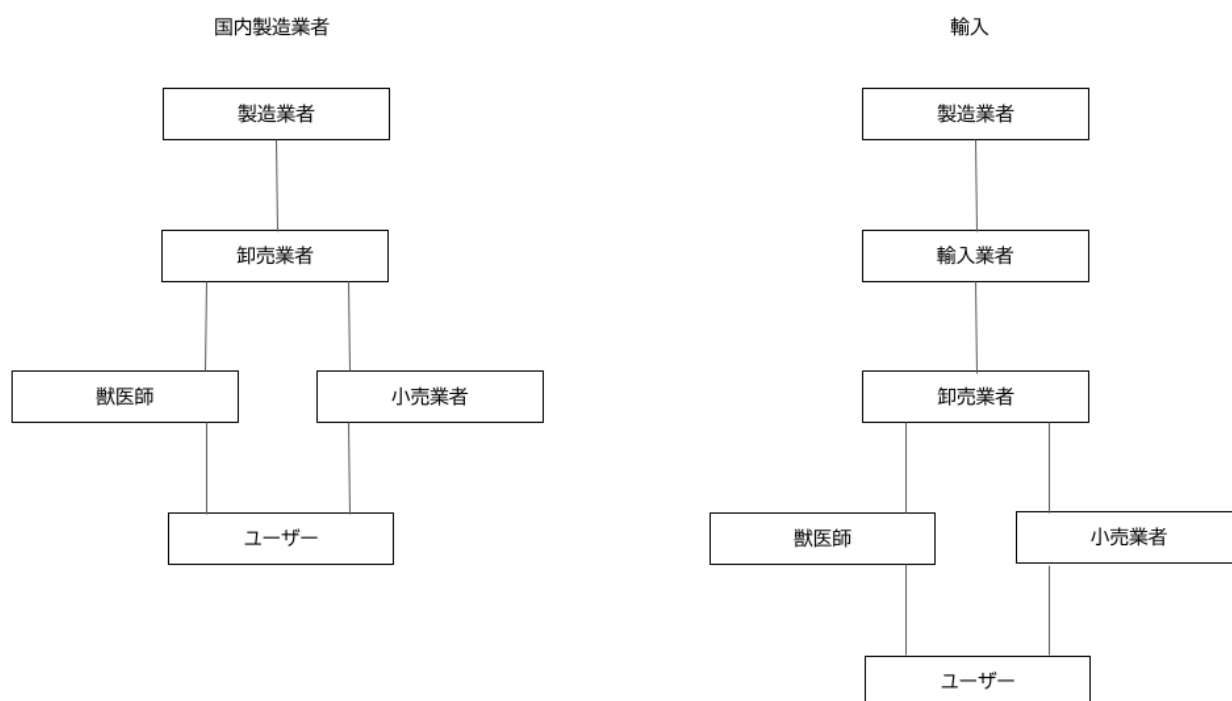 国内製造業者
製造業者
卸売業者
獣医師
小売業者
ユーザー
輸入
製造業者
輸入業者
卸売業者
獣医師
小売業者
ユーザー